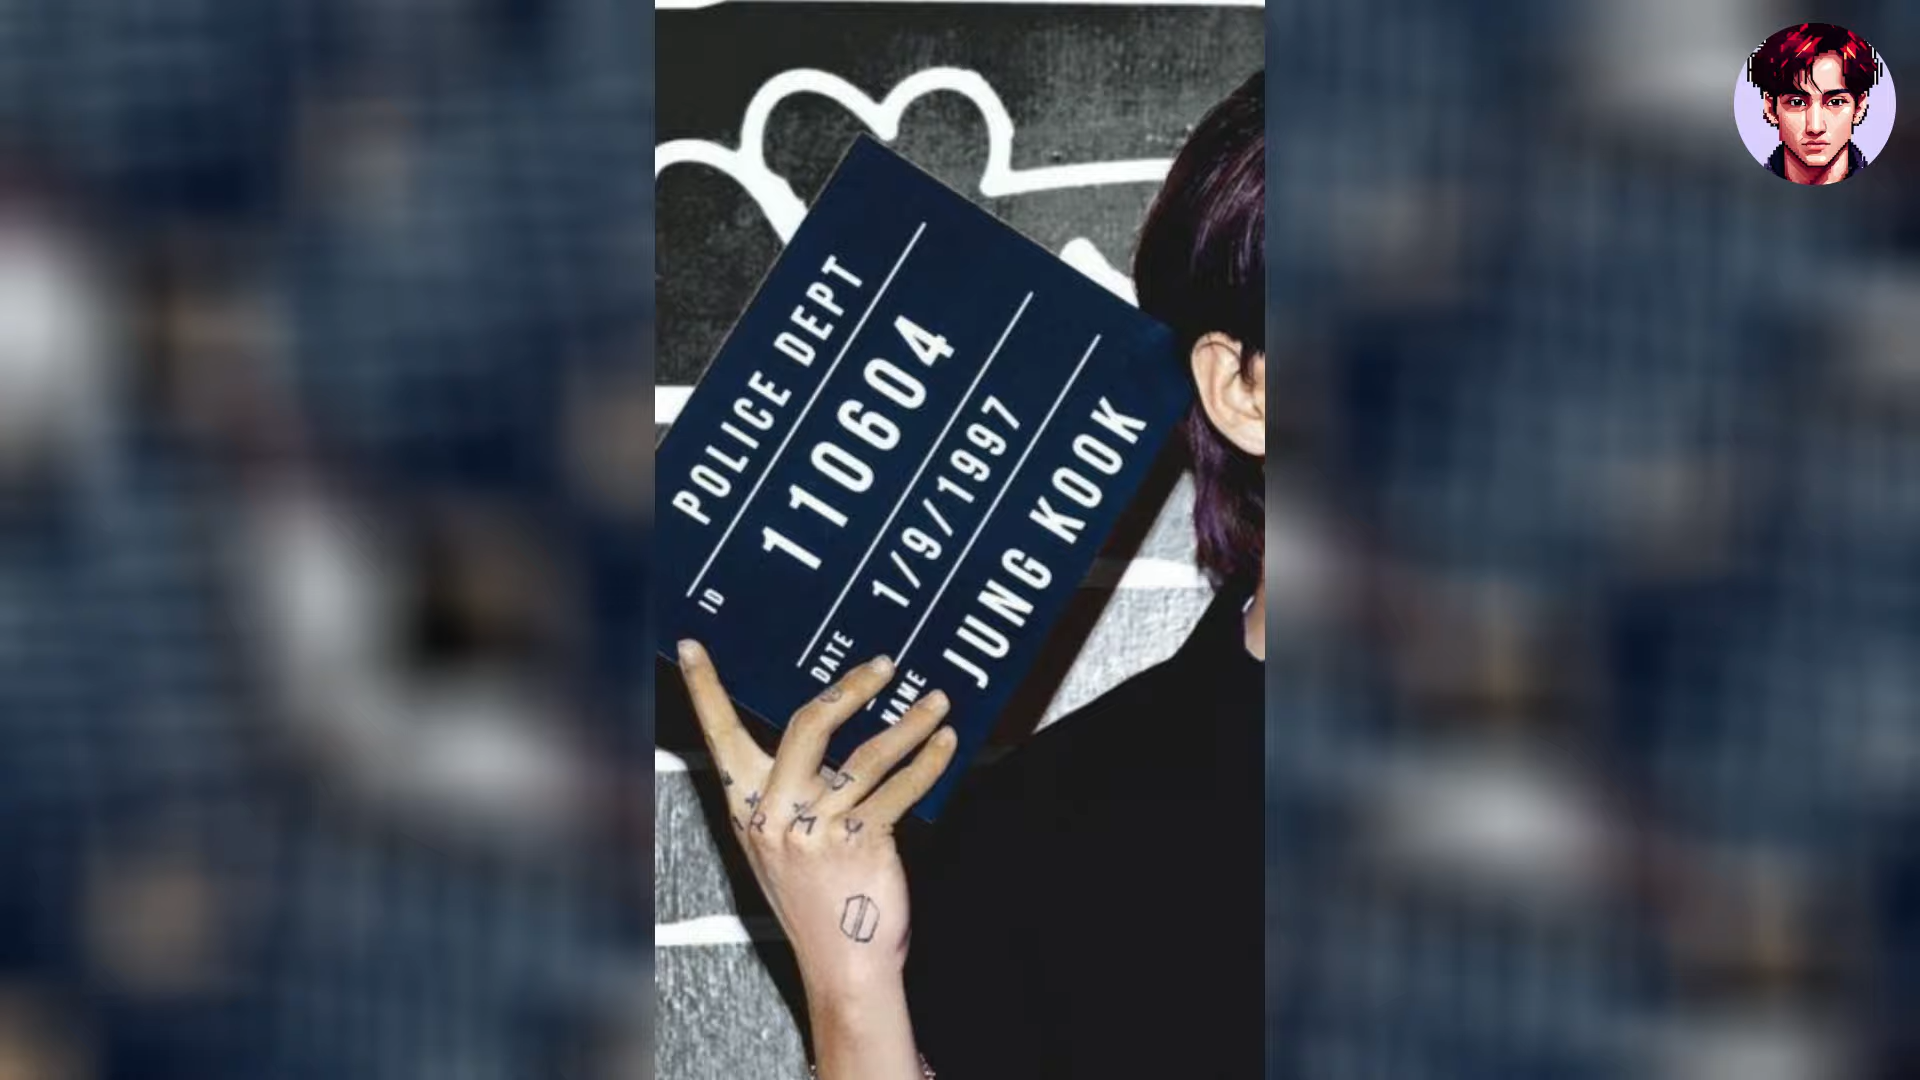 POLICE DEPT
ID 110604
DATE 1/9/1997
NAME JUNG KOOK
J
A R M Y